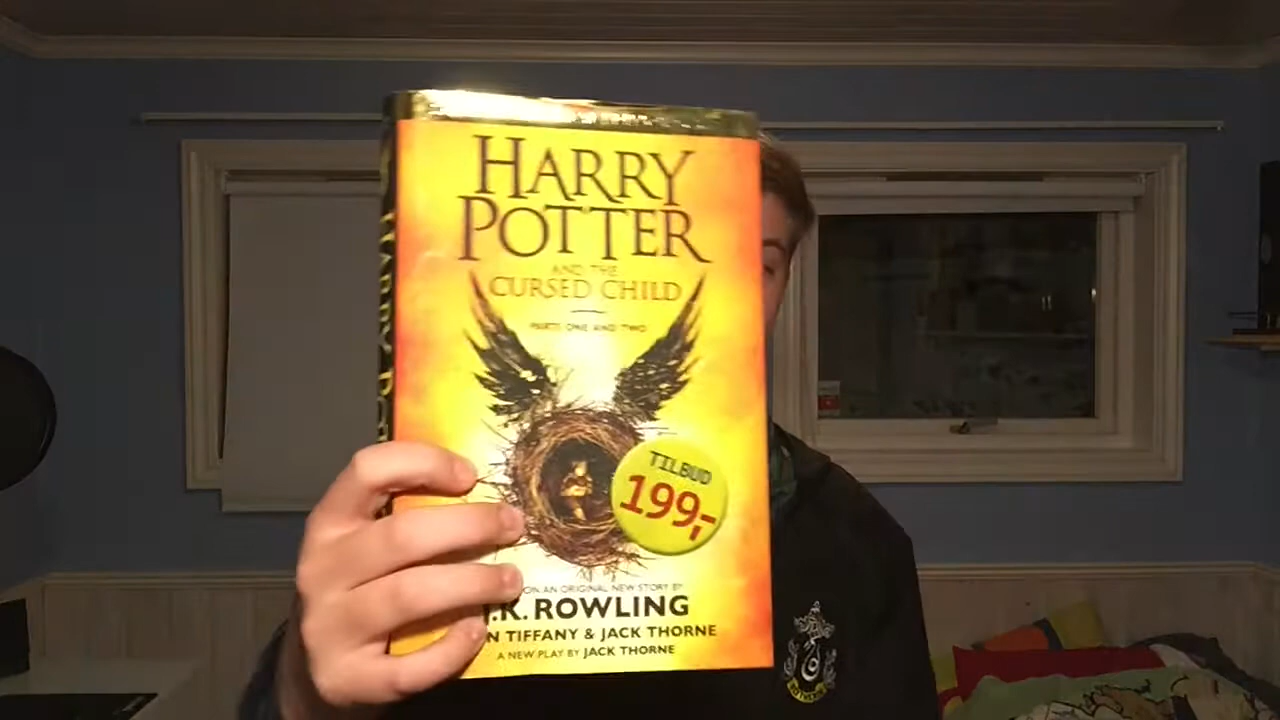 HARRY
POTTER
AND THE
CURSED CHILD
PARTS ONE AND TWO
TILBUD
199,-
ON AN ORIGINAL NEW STORY BY
J.K. ROWLING
N TIFFANY & JACK THORNE
A NEW PLAY BY JACK THORNE